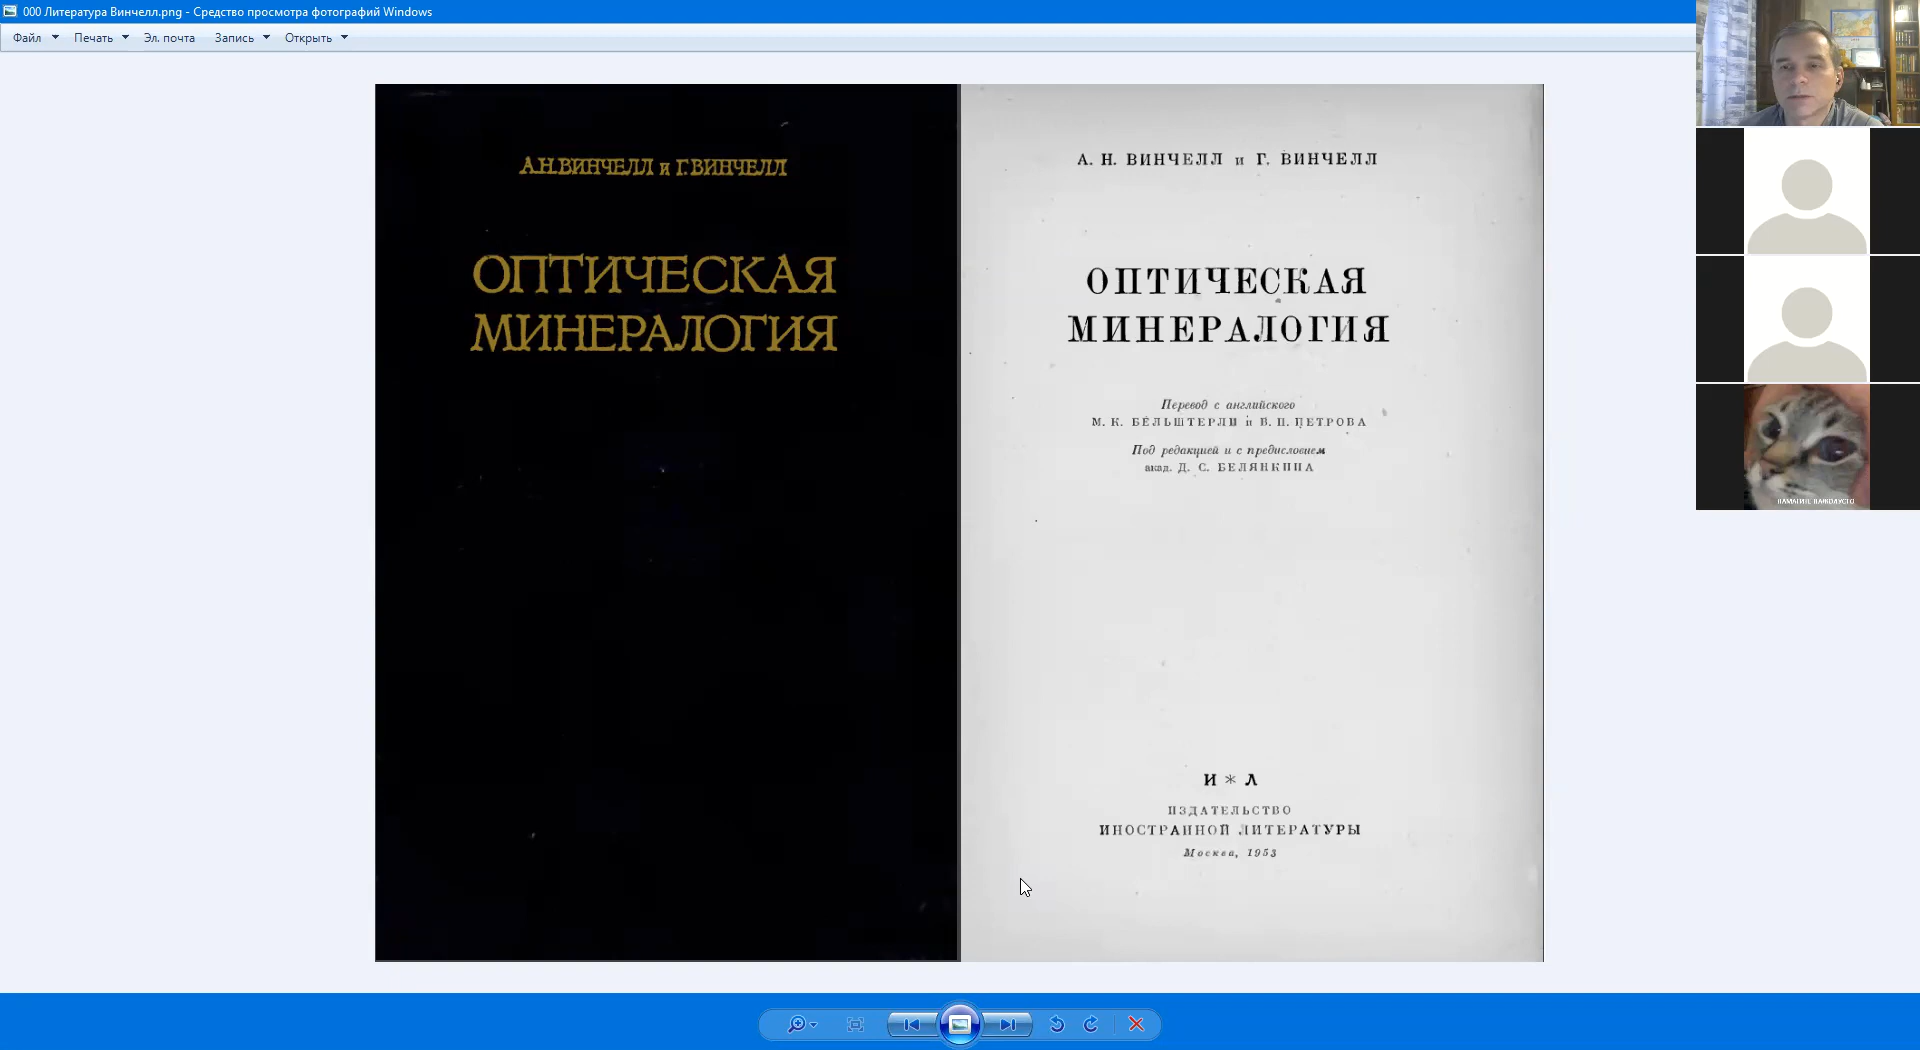 000 Литература Винчелл.png - Средство просмотра фотографий Windows
Файл Печать Эл. почта Запись Открыть
А.Н.ВИНЧЕЛЛ и Г.ВИНЧЕЛЛ
ОПТИЧЕСКАЯ
МИНЕРАЛОГИЯ
А. Н. ВИНЧЕЛЛ и Г. ВИНЧЕЛЛ
ОПТИЧЕСКАЯ
МИНЕРАЛОГИЯ
Перевод с английского
М. К. БЕЛЬШТЕРЛИ и В. П. ПЕТРОВА
Под редакцией и с предисловием
акад. Д. С. БЕЛЯНКИНА
И * Л
ИЗДАТЕЛЬСТВО
ИНОСТРАННОЙ ЛИТЕРАТУРЫ
Москва, 1953